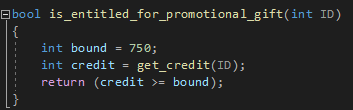 bool is_entitled_for_promotional_gift(int ID)
{
    int bound = 750;
    int credit = get_credit(ID);
    return (credit >= bound);
}